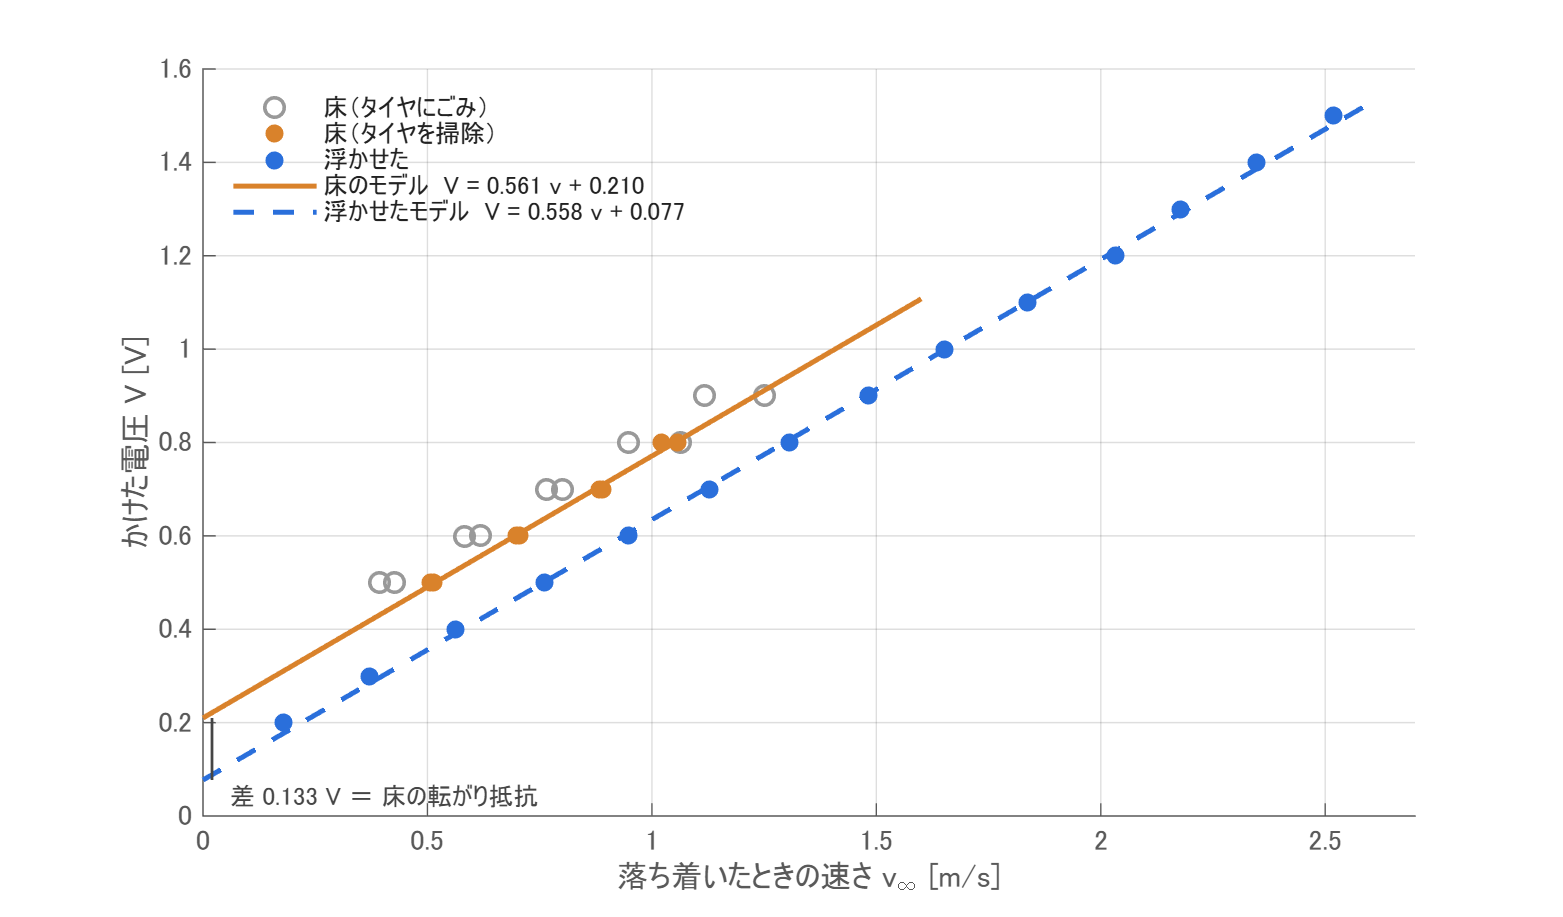 1.6
1.4
1.2
1
0.8
0.6
0.4
0.2
0
かけた電圧 V [V]
床（タイヤにごみ）
床（タイヤを掃除）
浮かせた
床のモデル V = 0.561 v + 0.210
浮かせたモデル V = 0.558 v + 0.077
差 0.133 V ＝ 床の転がり抵抗
0 0.5 1 1.5 2 2.5
落ち着いたときの速さ v∞ [m/s]